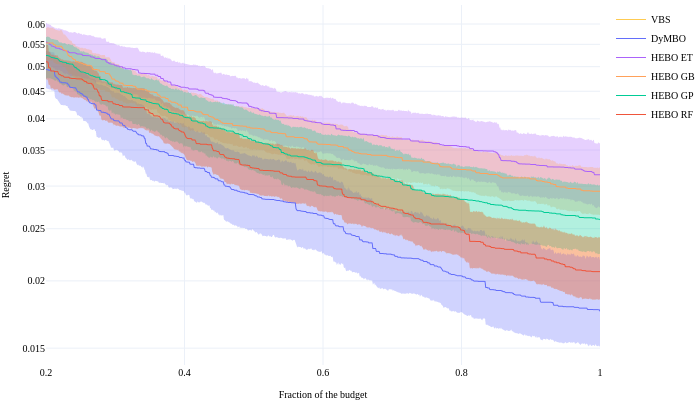 0.06
0.055
0.05
0.045
0.04
0.035
0.03
0.025
0.02
0.015
Regret
0.2
0.4
0.6
0.8
1
Fraction of the budget
VBS
DyMBO
HEBO ET
HEBO GB
HEBO GP
HEBO RF